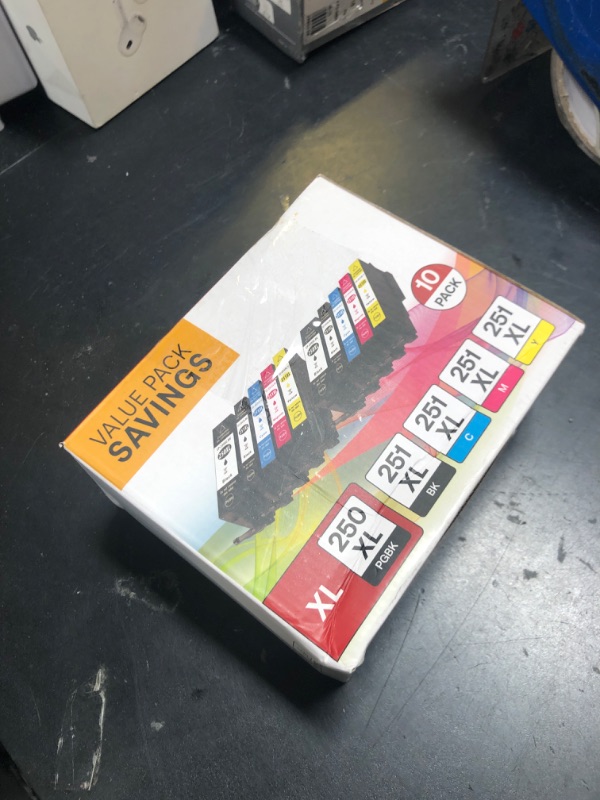 VALUE PACK
SAVINGS
10
PACK
XL
250
XL
PGBK
251
XL
BK
251
XL
C
251
XL
M
251
XL
Y